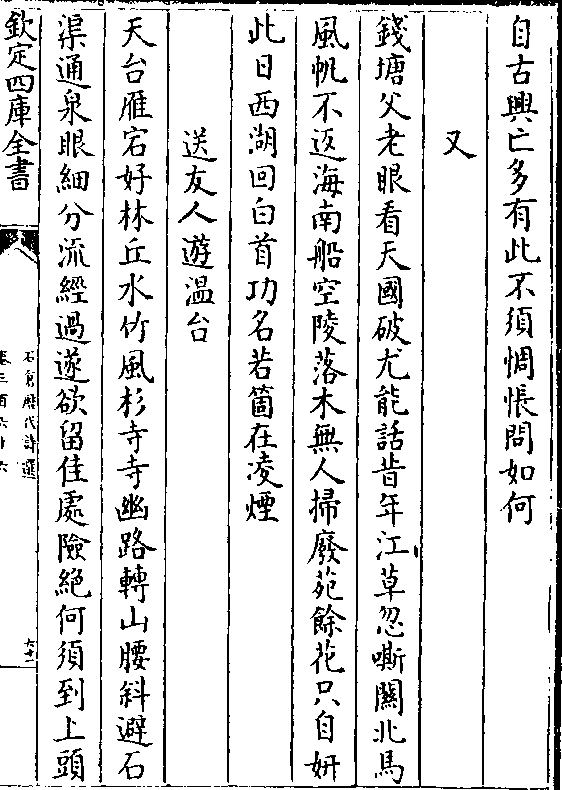 自古興亡多有此不須惆悵問如何
又
錢塘父老眼看天國破尤能話昔年江草忽嘶關北馬
風帆不返海南船空陵落木無人掃廢苑餘花只自妍
此日西湖回白首功名若箇在凌煙
送友人遊温台
天台雁宕好林丘水竹風杉寺寺幽路轉山腰斜避石
渠通泉眼細分流經過遂欲留佳處險絶何須到上頭
欽定四庫全書
石倉歷代詩選
卷三百六十六